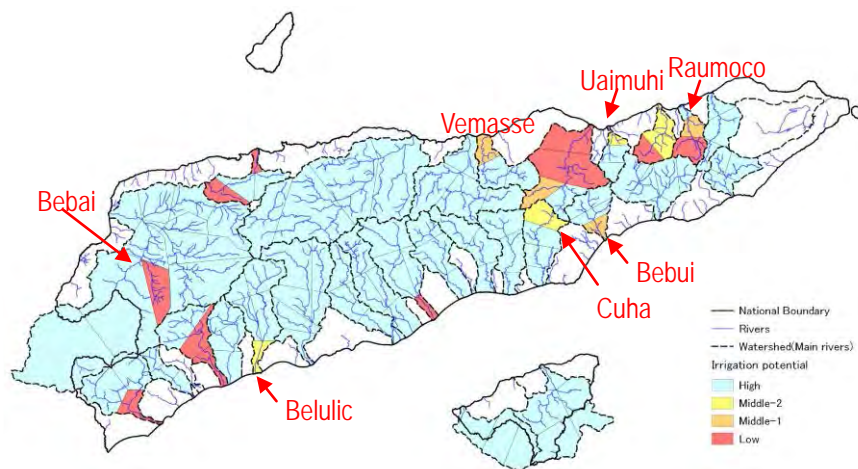 Uaimuhi
Raumoco
Vemasse
Bebai
Bebui
Cuha
Belulic
National Boundary
Rivers
Watershed(Main rivers)
Irrigation potential
High
Middle-2
Middle-1
Low